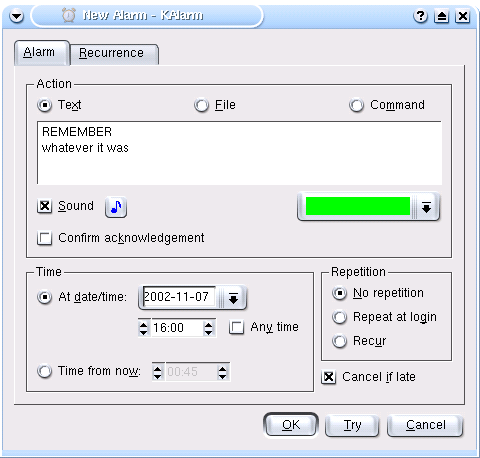 New Alarm - KAlarm
Alarm Recurrence
Action
Text File Command
REMEMBER
whatever it was
Sound
Confirm acknowledgement
Time
At date/time: 2002-11-07
16:00 Any time
Time from now: 00:45
Repetition
No repetition
Repeat at login
Recur
Cancel if late
OK Try Cancel